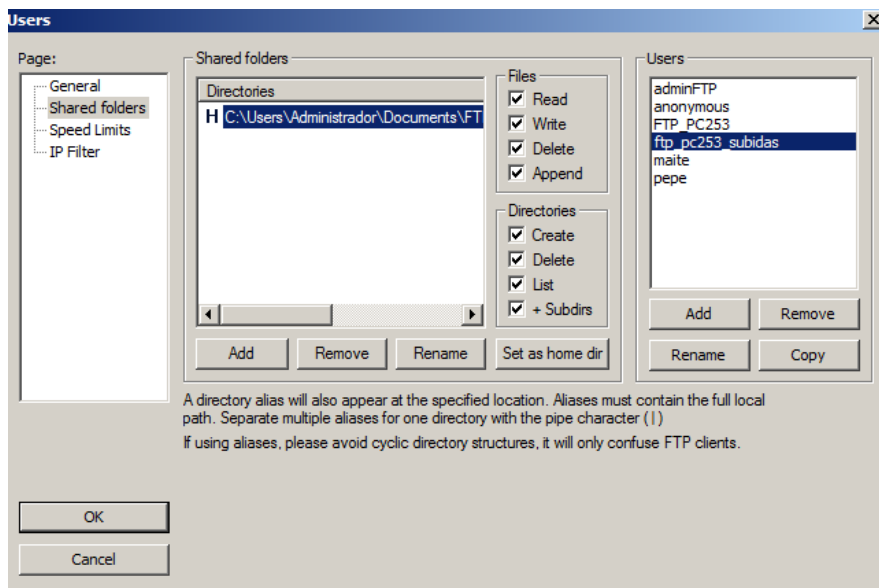 Users
Page:
General
Shared folders
Speed Limits
IP Filter
Shared folders
Directories
H C:\Users\Administrador\Documents\FT
Files
Read
Write
Delete
Append
Directories
Create
Delete
List
+ Subdirs
Add
Remove
Rename
Set as home dir
Users
adminFTP
anonymous
FTP_PC253
ftp_pc253_subidas
maite
pepe
Add
Remove
Rename
Copy
A directory alias will also appear at the specified location. Aliases must contain the full local
path. Separate multiple aliases for one directory with the pipe character ( | )
If using aliases, please avoid cyclic directory structures, it will only confuse FTP clients.
OK
Cancel